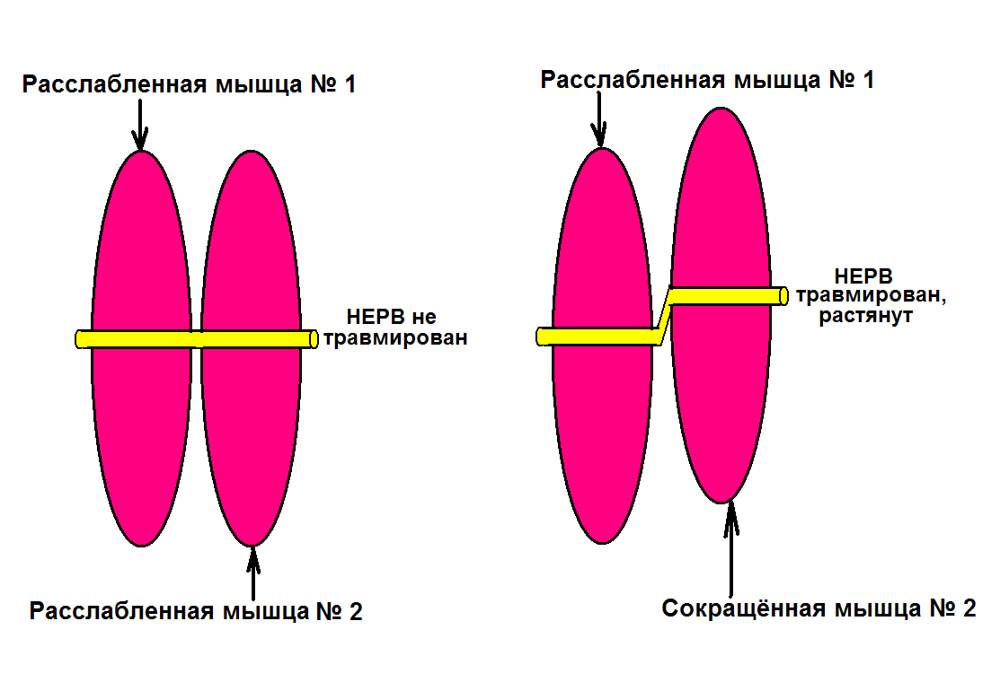 Расслабленная мышца № 1
НЕРВ не
травмирован
Расслабленная мышца № 2
Расслабленная мышца № 1
НЕРВ
травмирован,
растянут
Сокращённая мышца № 2